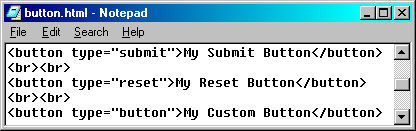 button.html - Notepad
File Edit Search Help
<button type="submit">My Submit Button</button>
<br><br>
<button type="reset">My Reset Button</button>
<br><br>
<button type="button">My Custom Button</button>